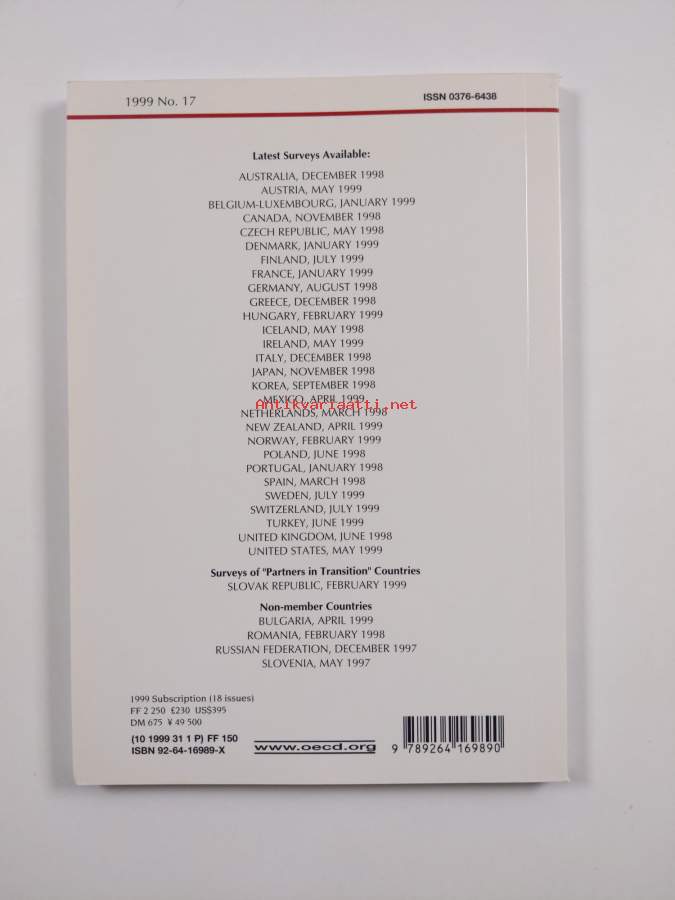 1999 No. 17
ISSN 0376-6438
Latest Surveys Available:
AUSTRALIA, DECEMBER 1998
AUSTRIA, MAY 1999
BELGIUM-LUXEMBOURG, JANUARY 1999
CANADA, NOVEMBER 1998
CZECH REPUBLIC, MAY 1998
DENMARK, JANUARY 1999
FINLAND, JULY 1999
FRANCE, JANUARY 1999
GERMANY, AUGUST 1998
GREECE, DECEMBER 1998
HUNGARY, FEBRUARY 1999
ICELAND, MAY 1998
IRELAND, MAY 1999
ITALY, DECEMBER 1998
JAPAN, NOVEMBER 1998
KOREA, SEPTEMBER 1998
MEXICO, APRIL 1999
Antikvariaatti.net
NETHERLANDS, MARCH 1998
NEW ZEALAND, APRIL 1999
NORWAY, FEBRUARY 1999
POLAND, JUNE 1998
PORTUGAL, JANUARY 1998
SPAIN, MARCH 1998
SWEDEN, JULY 1999
SWITZERLAND, JULY 1999
TURKEY, JUNE 1999
UNITED KINGDOM, JUNE 1998
UNITED STATES, MAY 1999
Surveys of "Partners in Transition" Countries
SLOVAK REPUBLIC, FEBRUARY 1999
Non-member Countries
BULGARIA, APRIL 1999
ROMANIA, FEBRUARY 1998
RUSSIAN FEDERATION, DECEMBER 1997
SLOVENIA, MAY 1997
1999 Subscription (18 issues)
FF 2 250 £230 US$395
DM 675 ¥ 49 500
(10 1999 31 1 P) FF 150
ISBN 92-64-16989-X
www.oecd.org
9 789264 169890